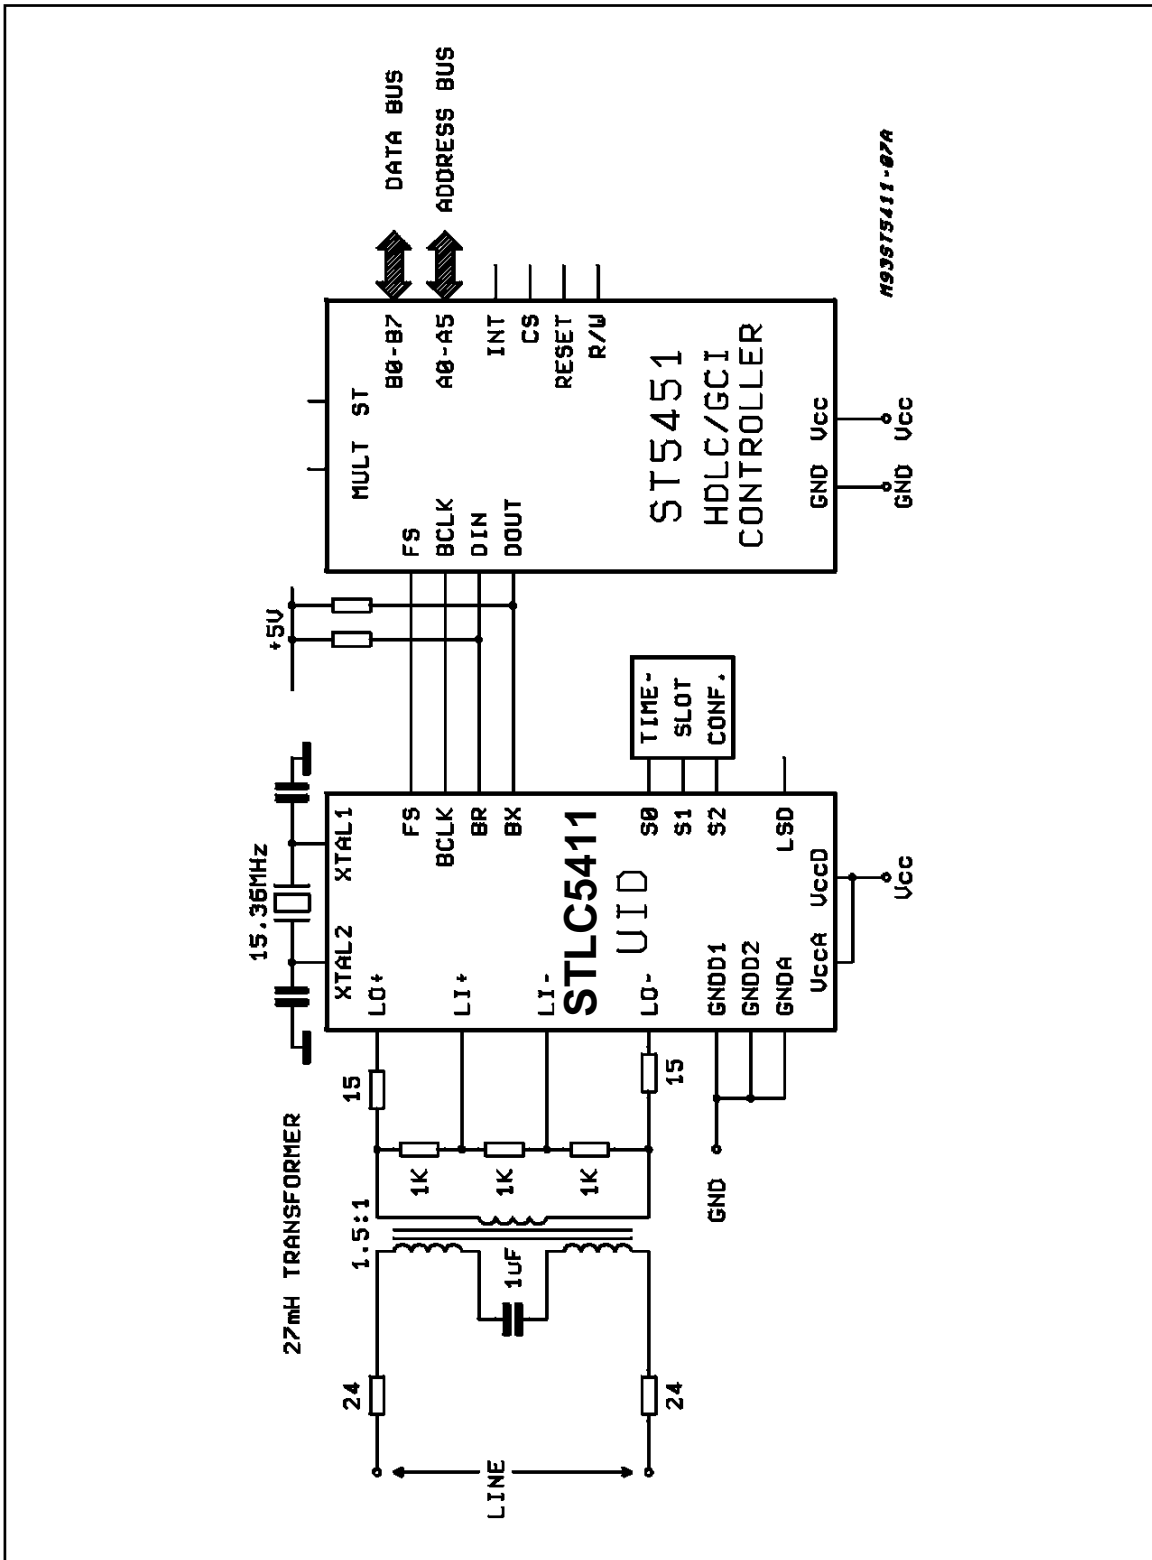 27mH TRANSFORMER
1.5:1
LINE
24
24
1uF
1K
1K
1K
15
15
GND
15.36MHz
XTAL2
XTAL1
LO+
LI+
LI-
LO-
GNDD1
GNDD2
GNDA
VccA
VccD
Vcc
STLC5411
UID
FS
BCLK
BR
BX
S0
S1
S2
LSD
TIME-
SLOT
CONF.
+5V
FS
BCLK
DIN
DOUT
MULT
ST
B0-B7
A0-A5
INT
CS
RESET
R/W
ST5451
HDLC/GCI
CONTROLLER
GND
Vcc
GND
Vcc
DATA BUS
ADDRESS BUS
M93ST5411-07A